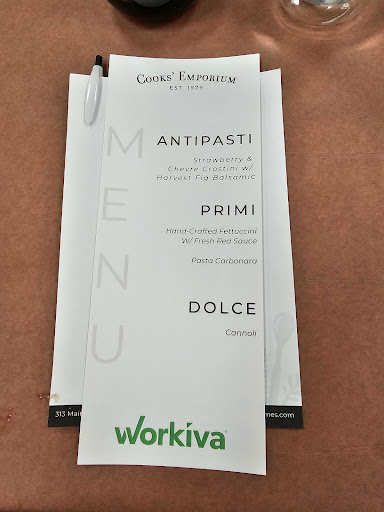 COOKS' EMPORIUM
EST. 1979
MENU
ANTIPASTI
Strawberry &
Chevre Crostini w/
Harvest Fig Balsamic
PRIMI
Hand-Crafted Fettuccini
W/ Fresh Red Sauce
Pasta Carbonara
DOLCE
Cannoli
313 Mai
mes.com
workiva